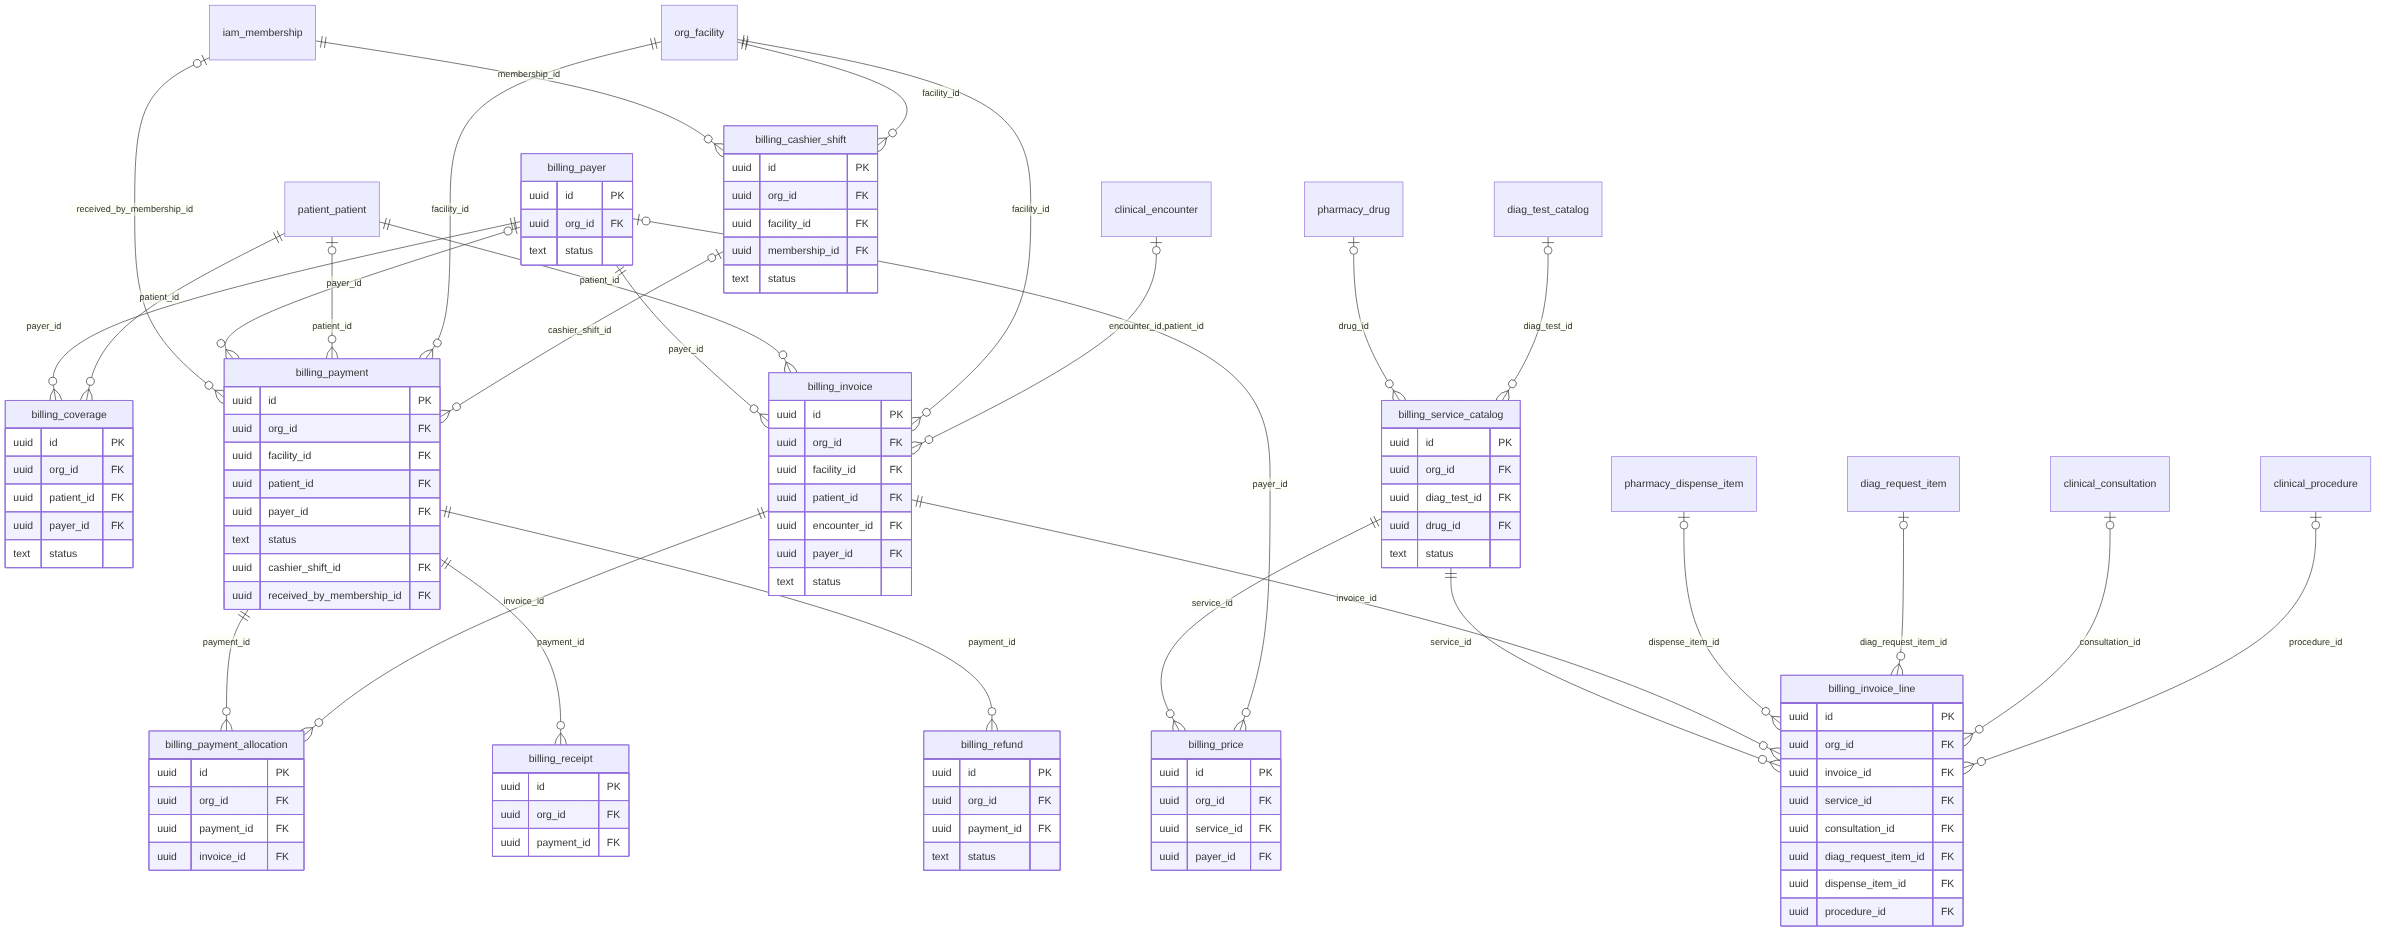 iam_membership
org_facility
membership_id
facility_id
billing_cashier_shift
uuid id PK
uuid org_id FK
uuid facility_id FK
uuid membership_id FK
text status
billing_payer
uuid id PK
uuid org_id FK
text status
patient_patient
clinical_encounter
pharmacy_drug
diag_test_catalog
received_by_membership_id
facility_id
facility_id
patient_id
payer_id
patient_id
payer_id
patient_id
cashier_shift_id
payer_id
encounter_id,patient_id
drug_id
diag_test_id
billing_payment
uuid id PK
uuid org_id FK
uuid facility_id FK
uuid patient_id FK
uuid payer_id FK
text status
uuid cashier_shift_id FK
uuid received_by_membership_id FK
billing_invoice
uuid id PK
uuid org_id FK
uuid facility_id FK
uuid patient_id FK
uuid encounter_id FK
uuid payer_id FK
text status
billing_coverage
uuid id PK
uuid org_id FK
uuid patient_id FK
uuid payer_id FK
text status
billing_service_catalog
uuid id PK
uuid org_id FK
uuid diag_test_id FK
uuid drug_id FK
text status
payer_id
pharmacy_dispense_item
diag_request_item
clinical_consultation
clinical_procedure
invoice_id
service_id
invoice_id
payment_id
payment_id
payment_id
service_id
dispense_item_id
diag_request_item_id
consultation_id
procedure_id
billing_payment_allocation
uuid id PK
uuid org_id FK
uuid payment_id FK
uuid invoice_id FK
billing_receipt
uuid id PK
uuid org_id FK
uuid payment_id FK
billing_refund
uuid id PK
uuid org_id FK
uuid payment_id FK
text status
billing_price
uuid id PK
uuid org_id FK
uuid service_id FK
uuid payer_id FK
billing_invoice_line
uuid id PK
uuid org_id FK
uuid invoice_id FK
uuid service_id FK
uuid consultation_id FK
uuid diag_request_item_id FK
uuid dispense_item_id FK
uuid procedure_id FK